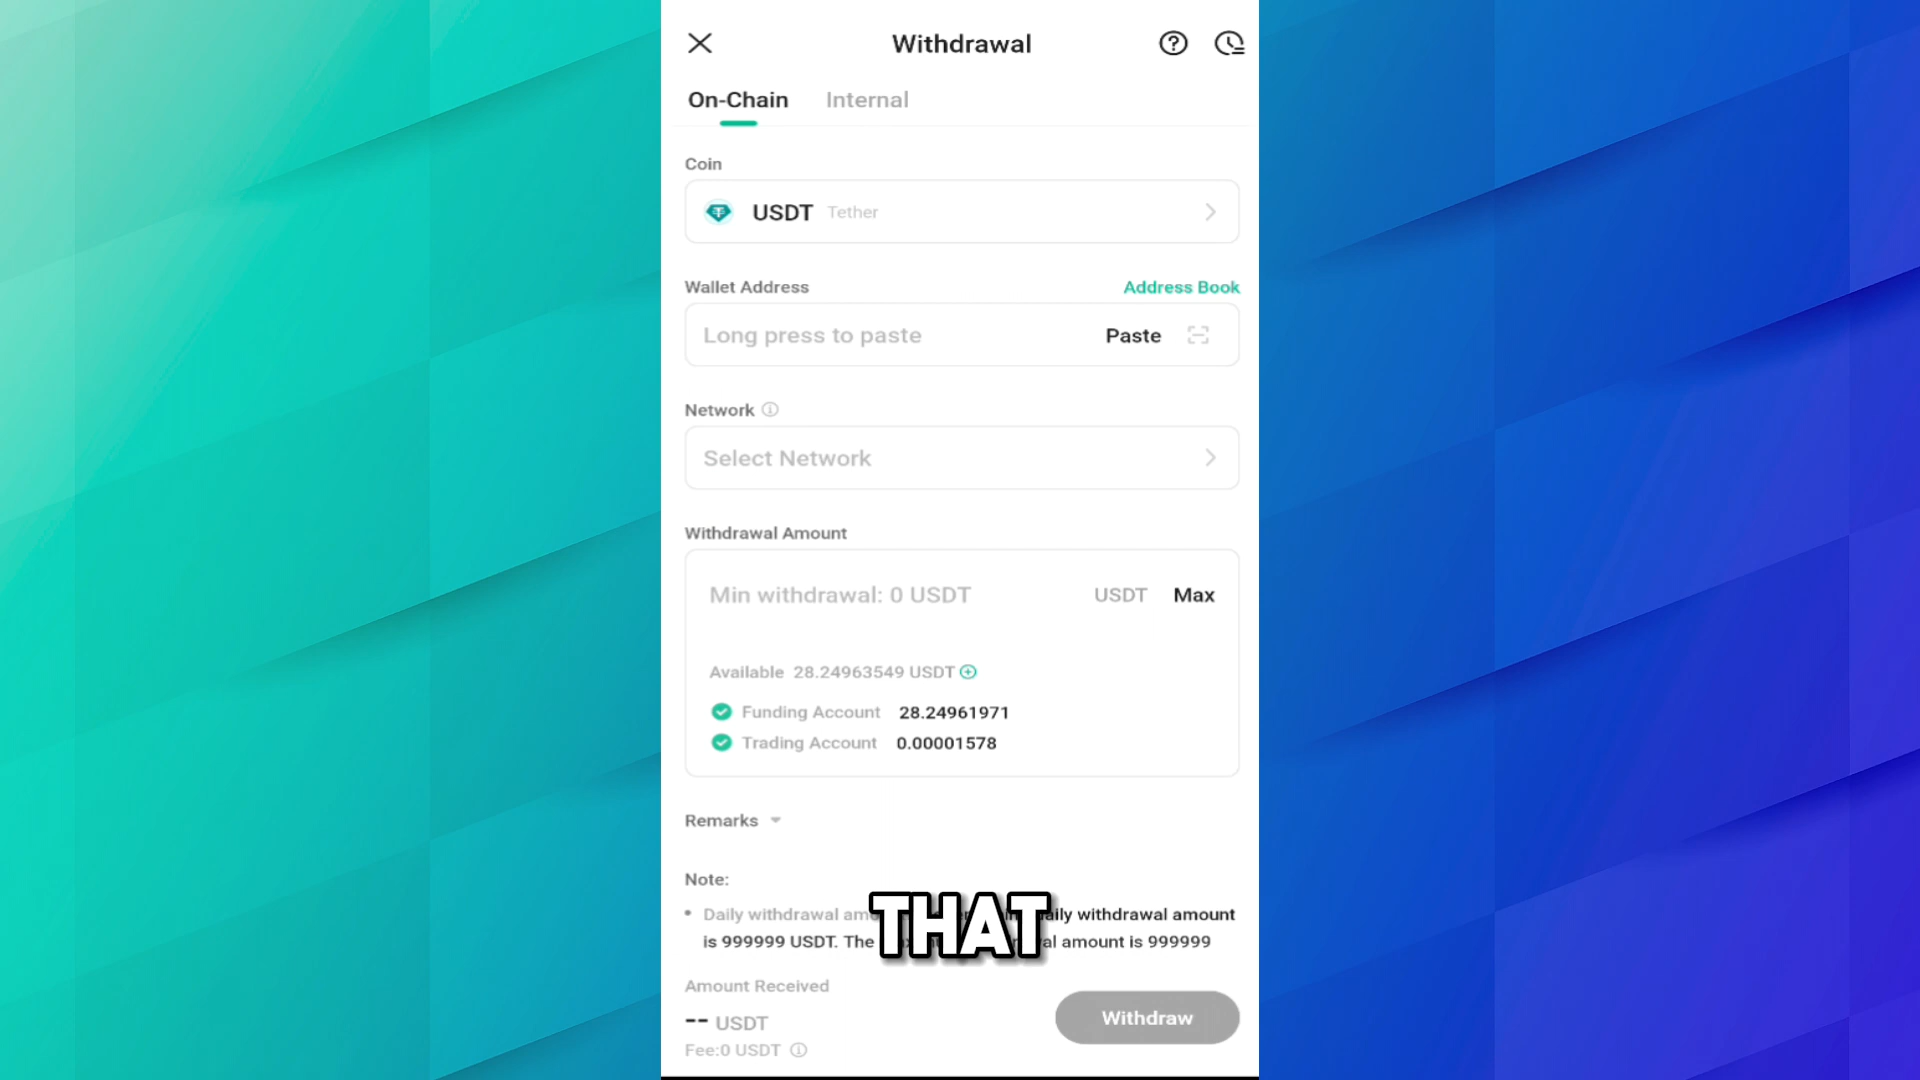 Withdrawal
On-Chain Internal
Coin
USDT Tether
Wallet Address Address Book
Long press to paste Paste
Network
Select Network
Withdrawal Amount
Min withdrawal: 0 USDT USDT Max
Available 28.24963549 USDT
Funding Account 28.24961971
Trading Account 0.00001578
Remarks
Note:
• Daily withdrawal daily withdrawal amount
is 999999 USDT. The amount is 999999
THAT
Amount Received
-- USDT
Withdraw
Fee:0 USDT